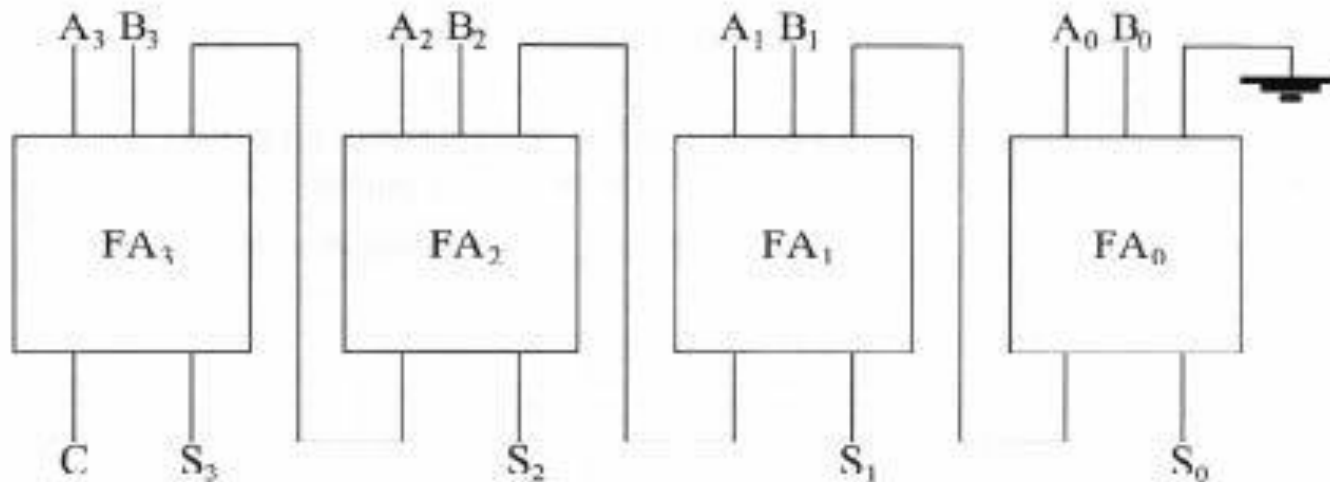 A₃ B₃ A₂ B₂ A₁ B₁ A₀ B₀
FA₃ FA₂ FA₁ FA₀
C S₃ S₂ S₁ S₀